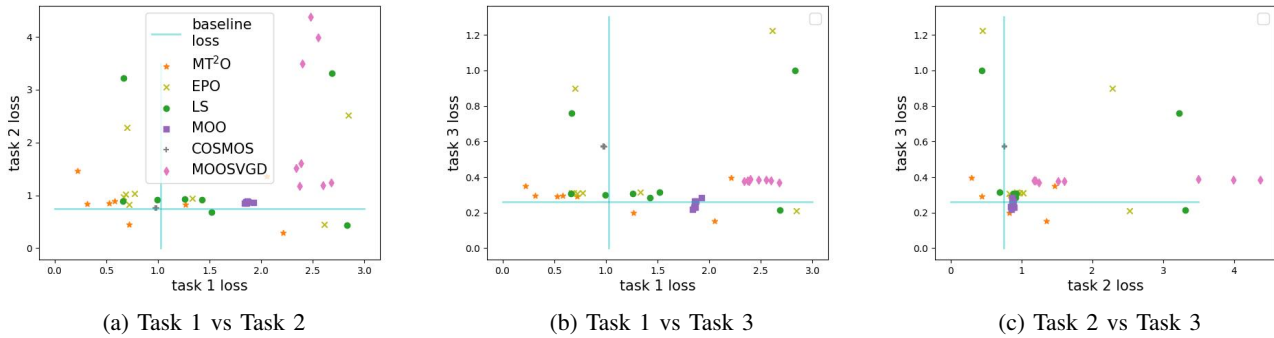 baseline
loss
MT²O
EPO
LS
MOO
COSMOS
MOOSVGD
task 2 loss
4
3
2
1
0
0.0 0.5 1.0 1.5 2.0 2.5 3.0
task 1 loss
(a) Task 1 vs Task 2
task 3 loss
1.2
1.0
0.8
0.6
0.4
0.2
0.0
0.0 0.5 1.0 1.5 2.0 2.5 3.0
task 1 loss
(b) Task 1 vs Task 3
task 3 loss
1.2
1.0
0.8
0.6
0.4
0.2
0.0
0 1 2 3 4
task 2 loss
(c) Task 2 vs Task 3